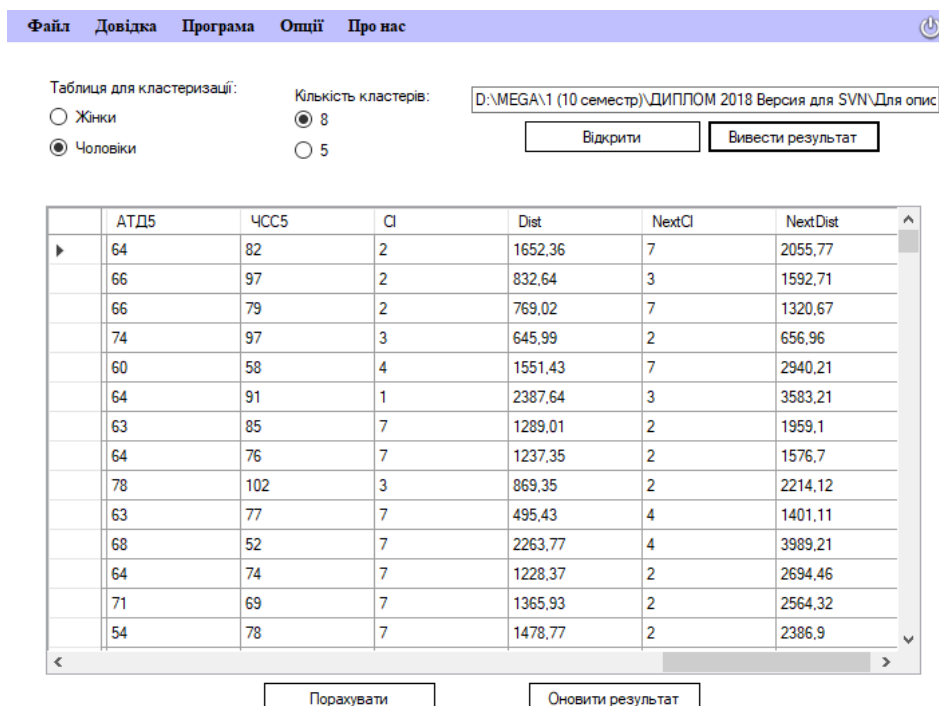 Файл Довідка Програма Опції Про нас
Таблиця для кластеризації:
Жінки
Чоловіки
Кількість кластерів:
8
5
D:\MEGA\1 (10 семестр)\ДИПЛОМ 2018 Версия для SVN\Для опис
Відкрити Вивести результат
АТД5 ЧСС5 Cl Dist NextCl NextDist
64 82 2 1652,36 7 2055,77
66 97 2 832,64 3 1592,71
66 79 2 769,02 7 1320,67
74 97 3 645,99 2 656,96
60 58 4 1551,43 7 2940,21
64 91 1 2387,64 3 3583,21
63 85 7 1289,01 2 1959,1
64 76 7 1237,35 2 1576,7
78 102 3 869,35 2 2214,12
63 77 7 495,43 4 1401,11
68 52 7 2263,77 4 3989,21
64 74 7 1228,37 2 2694,46
71 69 7 1365,93 2 2564,32
54 78 7 1478,77 2 2386,9
Порахувати Оновити результат